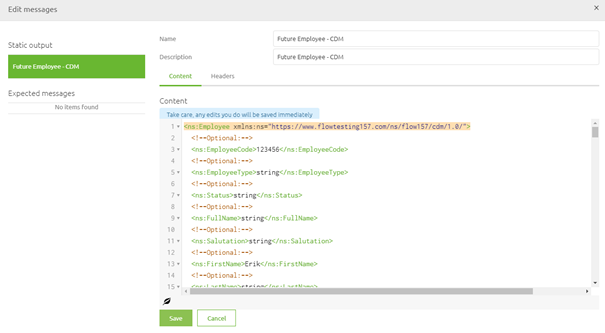 Edit messages
×
Static output
Future Employee - CDM
Expected messages
No items found
Name
Future Employee - CDM
Description
Future Employee - CDM
Content
Headers
Content
Take care, any edits you do will be saved immediately
1 <ns:Employee xmlns:ns="https://www.flowtesting157.com/ns/flow157/cdm/1.0/">
2 <!--Optional:-->
3 <ns:EmployeeCode>123456</ns:EmployeeCode>
4 <!--Optional:-->
5 <ns:EmployeeType>string</ns:EmployeeType>
6 <!--Optional:-->
7 <ns:Status>string</ns:Status>
8 <!--Optional:-->
9 <ns:FullName>string</ns:FullName>
10 <!--Optional:-->
11 <ns:Salutation>string</ns:Salutation>
12 <!--Optional:-->
13 <ns:FirstName>Erik</ns:FirstName>
14 <!--Optional:-->
15 <ns:LastName>string</ns:LastName>
Save
Cancel